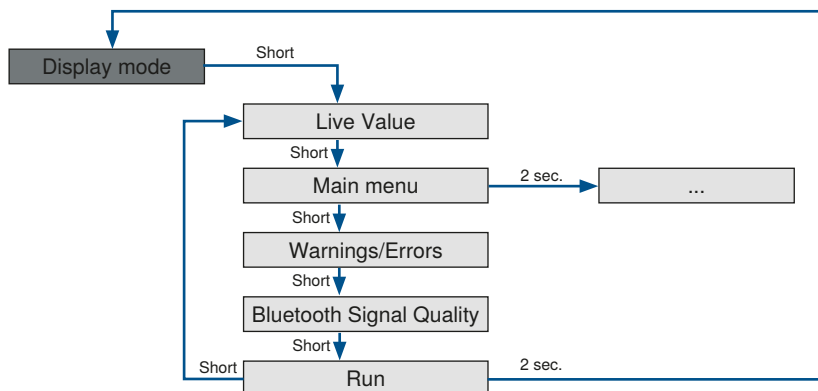 Short
Display mode
Live Value
Short
Main menu
2 sec.
...
Short
Warnings/Errors
Short
Bluetooth Signal Quality
Short
Short
Run
2 sec.